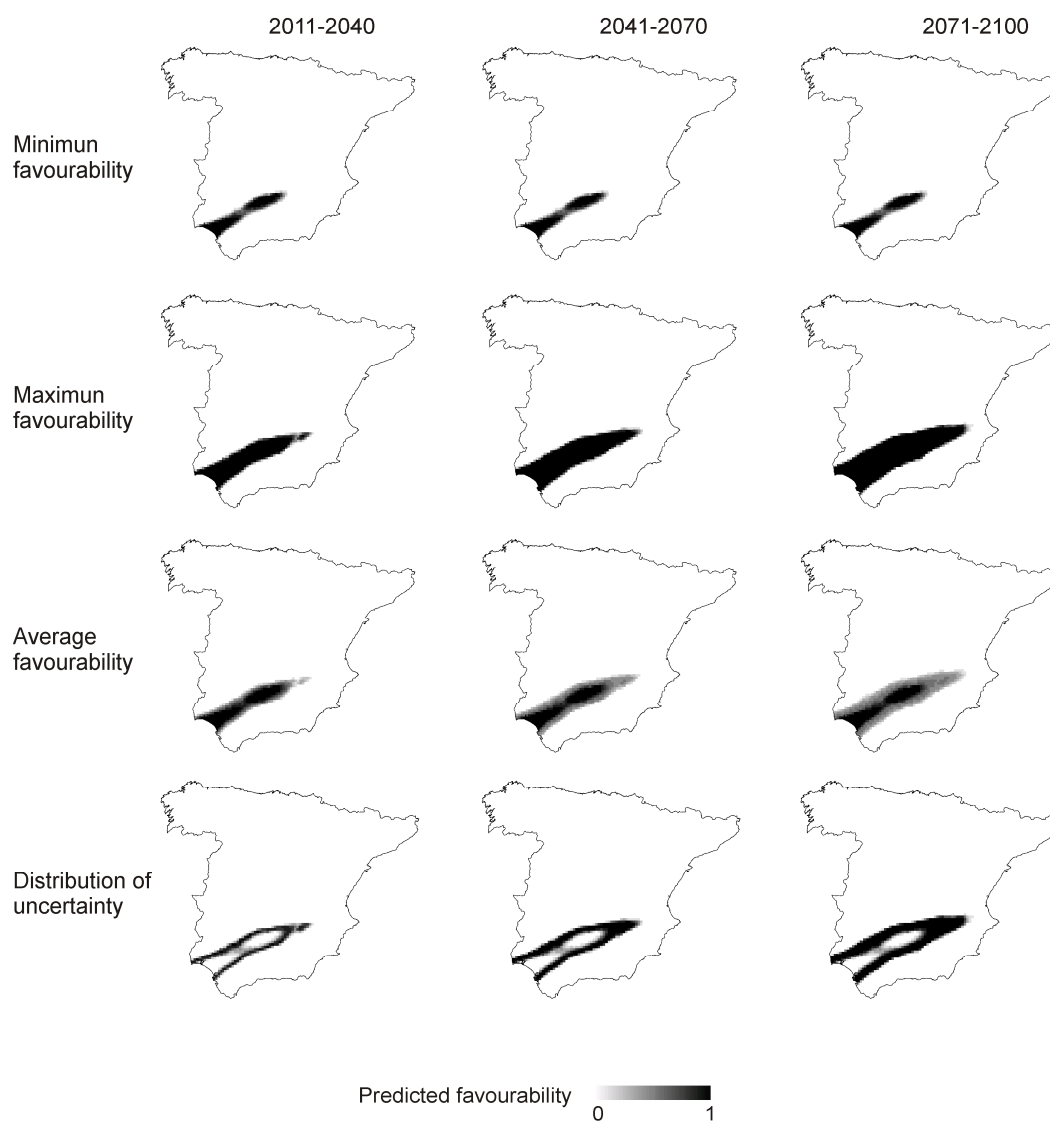 2011-2040 2041-2070 2071-2100
Minimun
favourability
Maximun
favourability
Average
favourability
Distribution of
uncertainty
Predicted favourability
0 1